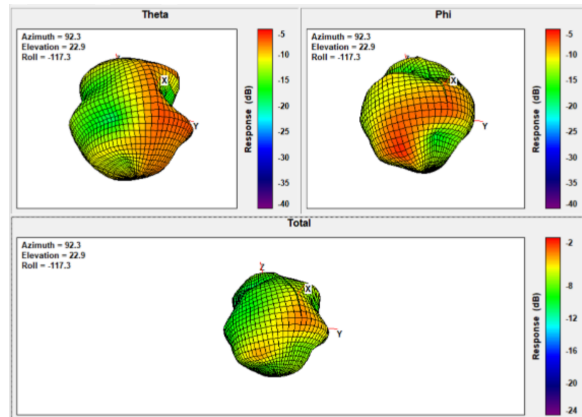 Theta
Azimuth = 92.3
Elevation = 22.9
Roll = -117.3
X
Y
-5
-10
-15
-20
-25
-30
-35
-40
Response (dB)
Phi
Azimuth = 92.3
Elevation = 22.9
Roll = -117.3
X
Y
-5
-10
-15
-20
-25
-30
-35
-40
Response (dB)
Total
Azimuth = 92.3
Elevation = 22.9
Roll = -117.3
Z
X
Y
-2
-8
-12
-16
-20
-24
Response (dB)